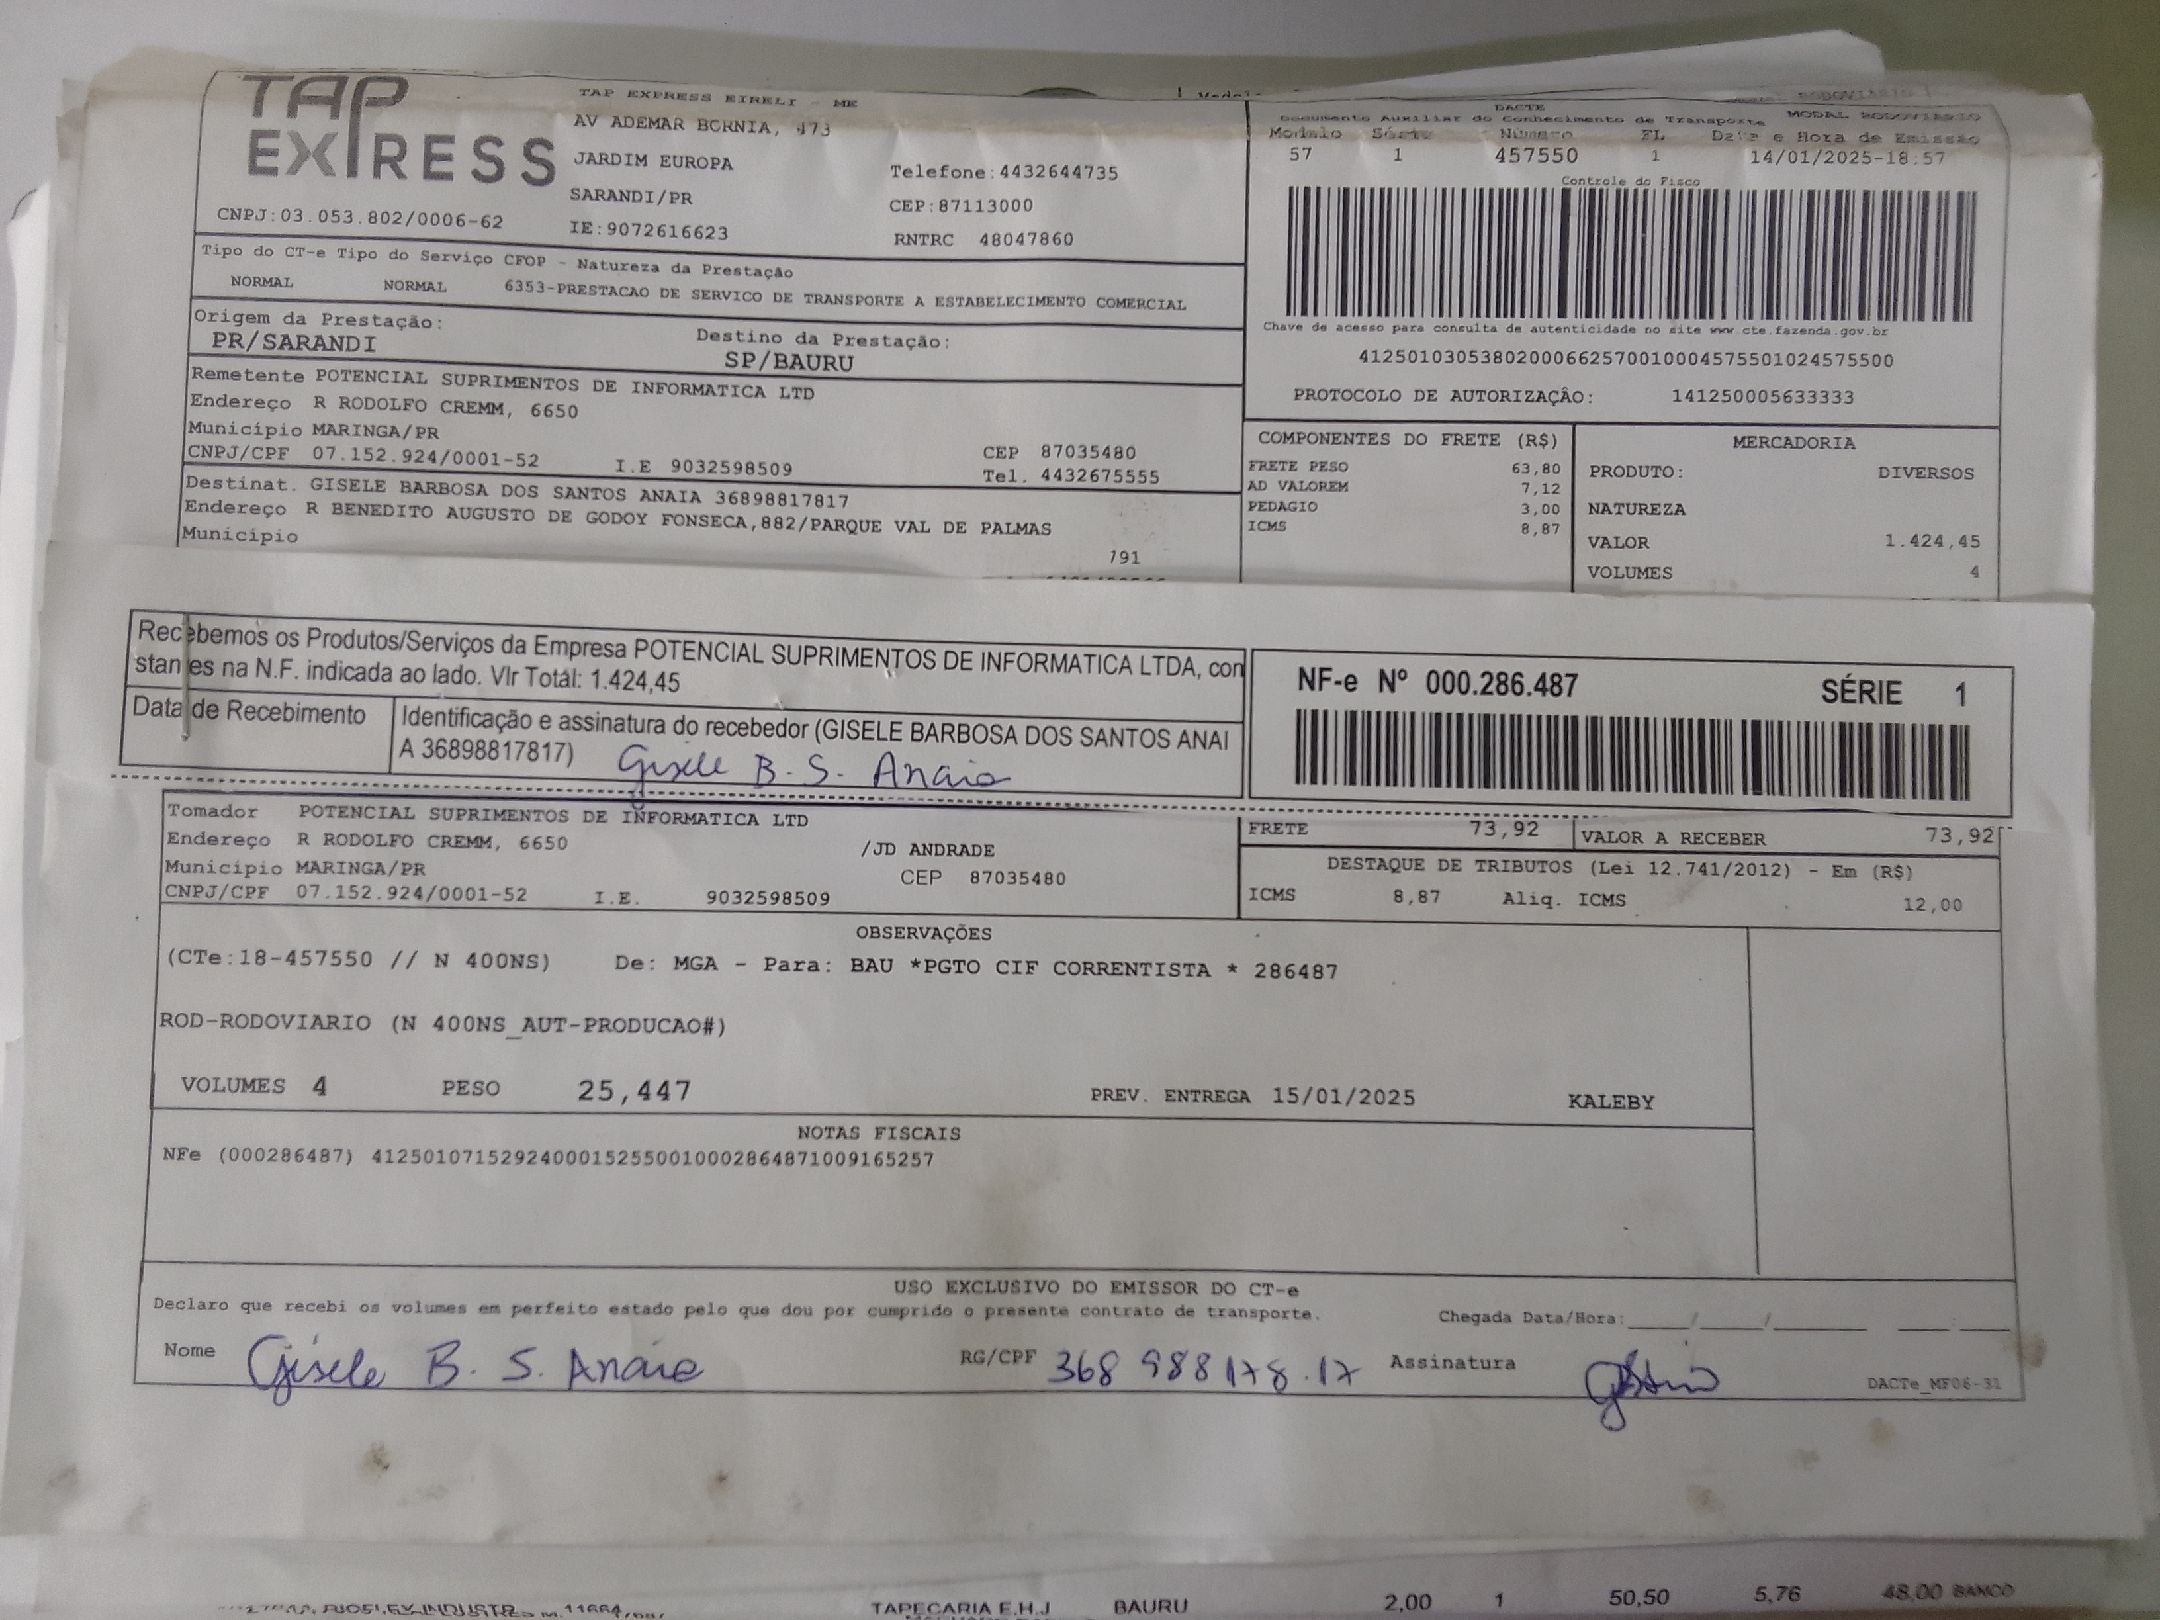 TAP EXPRESS
TAP EXPRESS EIRELI - ME
AV ADEMAR BORNIA, 473
JARDIM EUROPA
SARANDI/PR
Telefone:4432644735
CEP:87113000
CNPJ:03.053.802/0006-62
IE:9072616623
RNTRC 48047860
DACTE
Documento Auxiliar do Conhecimento de Transporte
MODAL RODOVIARIO
Modelo Série Número FL Data e Hora de Emissão
57 1 457550 1 14/01/2025-18:57
Controle do Fisco
Chave de acesso para consulta de autenticidade no site www.cte.fazenda.gov.br
41250103053802000662570010004575501024575500
PROTOCOLO DE AUTORIZAÇÂO: 141250005633333
Tipo do CT-e Tipo do Serviço CFOP - Natureza da Prestação
NORMAL NORMAL 6353-PRESTACAO DE SERVICO DE TRANSPORTE A ESTABELECIMENTO COMERCIAL
Origem da Prestação: Destino da Prestação:
PR/SARANDI SP/BAURU
Remetente POTENCIAL SUPRIMENTOS DE INFORMATICA LTD
Endereço R RODOLFO CREMM, 6650
Município MARINGA/PR CEP 87035480
CNPJ/CPF 07.152.924/0001-52 I.E 9032598509 Tel. 4432675555
Destinat. GISELE BARBOSA DOS SANTOS ANAIA 36898817817
Endereço R BENEDITO AUGUSTO DE GODOY FONSECA,882/PARQUE VAL DE PALMAS
Município
791
COMPONENTES DO FRETE (R$)
FRETE PESO 63,80
AD VALOREM 7,12
PEDAGIO 3,00
ICMS 8,87
MERCADORIA
PRODUTO: DIVERSOS
NATUREZA
VALOR 1.424,45
VOLUMES 4
Recebemos os Produtos/Serviços da Empresa POTENCIAL SUPRIMENTOS DE INFORMATICA LTDA, con
stantes na N.F. indicada ao lado. Vlr Total: 1.424,45
Data de Recebimento
Identificação e assinatura do recebedor (GISELE BARBOSA DOS SANTOS ANAI
A 36898817817) Gisele B. S. Anaia
NF-e Nº 000.286.487 SÉRIE 1
Tomador POTENCIAL SUPRIMENTOS DE INFORMATICA LTD
Endereço R RODOLFO CREMM, 6650 /JD ANDRADE
Município MARINGA/PR CEP 87035480
CNPJ/CPF 07.152.924/0001-52 I.E. 9032598509
FRETE 73,92 VALOR A RECEBER 73,92
DESTAQUE DE TRIBUTOS (Lei 12.741/2012) - Em (R$)
ICMS 8,87 Aliq. ICMS 12,00
OBSERVAÇÕES
(CTe:18-457550 // N 400NS) De: MGA - Para: BAU *PGTO CIF CORRENTISTA * 286487
ROD-RODOVIARIO (N 400NS_AUT-PRODUCAO#)
VOLUMES 4 PESO 25,447 PREV. ENTREGA 15/01/2025 KALEBY
NOTAS FISCAIS
NFe (000286487) 41250107152924000152550010002864871009165257
USO EXCLUSIVO DO EMISSOR DO CT-e
Declaro que recebi os volumes em perfeito estado pelo que dou por cumprido o presente contrato de transporte.
Chegada Data/Hora:____/____/______ ___:___
Nome Gisele B. S. Anaia RG/CPF 368 988178.17 Assinatura
DACTe_MF06-31
TAPECARIA E.H.J BAURU 2,00 1 50,50 5,76 48,00 BANCO